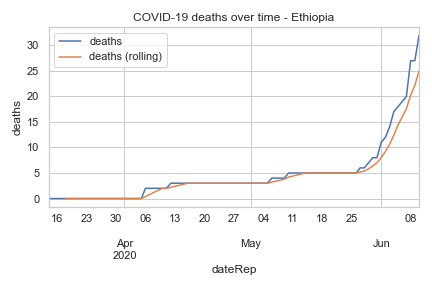 COVID-19 deaths over time - Ethiopia
deaths
deaths (rolling)
deaths
30
25
20
15
10
5
0
16 23 30 06 13 20 27 04 11 18 25 08
Apr May Jun
2020
dateRep